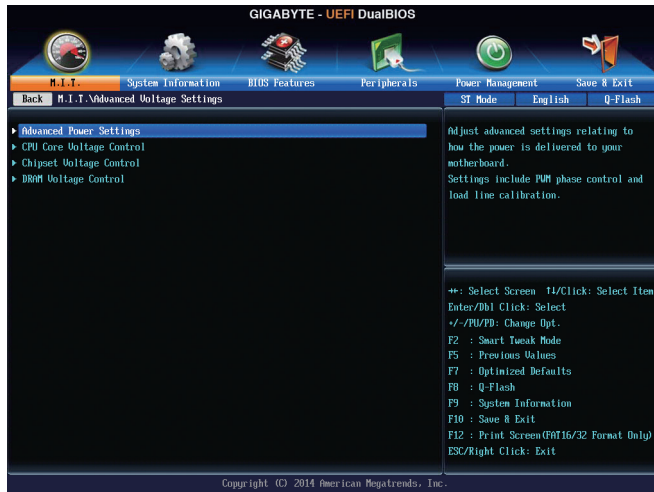 GIGABYTE - UEFI DualBIOS
M.I.T.
System Information
BIOS Features
Peripherals
Power Management
Save & Exit
Back
M.I.T.\Advanced Voltage Settings
ST Mode
English
Q-Flash
Advanced Power Settings
CPU Core Voltage Control
Chipset Voltage Control
DRAM Voltage Control
Adjust advanced settings relating to
how the power is delivered to your
motherboard.
Settings include PWM phase control and
load line calibration.
→←: Select Screen ↑↓/Click: Select Item
Enter/Dbl Click: Select
+/-/PU/PD: Change Opt.
F2 : Smart Tweak Mode
F5 : Previous Values
F7 : Optimized Defaults
F8 : Q-Flash
F9 : System Information
F10 : Save & Exit
F12 : Print Screen(FAT16/32 Format Only)
ESC/Right Click: Exit
Copyright (C) 2014 American Megatrends, Inc.